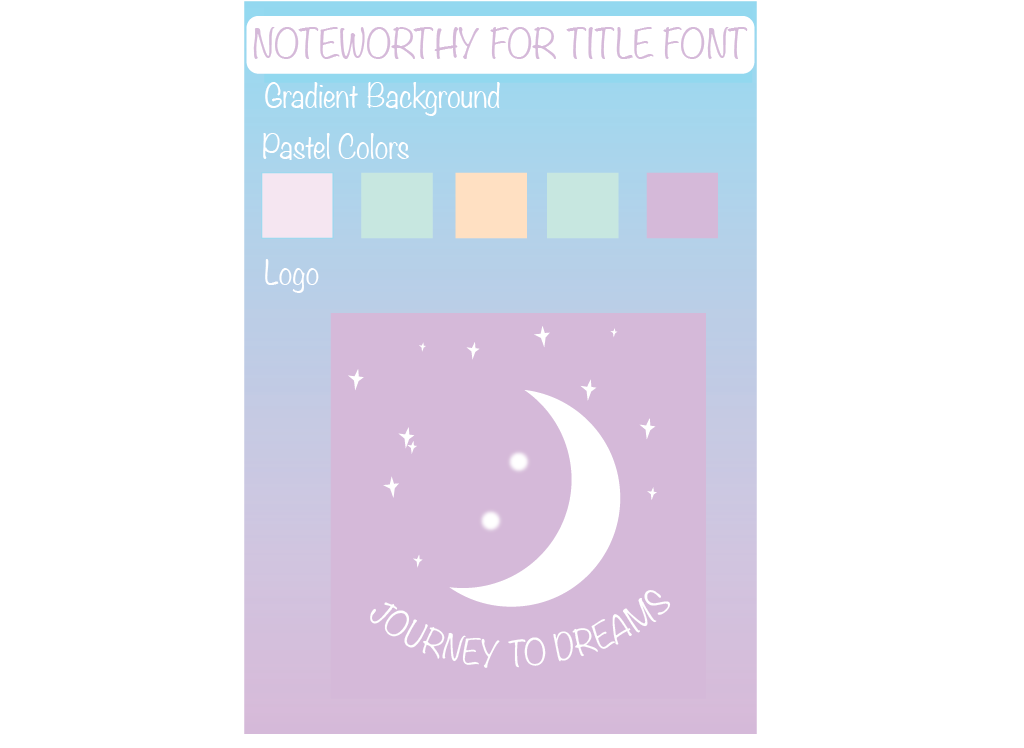 NOTEWORTHY FOR TITLE FONT
Gradient Background
Pastel Colors
Logo
JOURNEY TO DREAMS